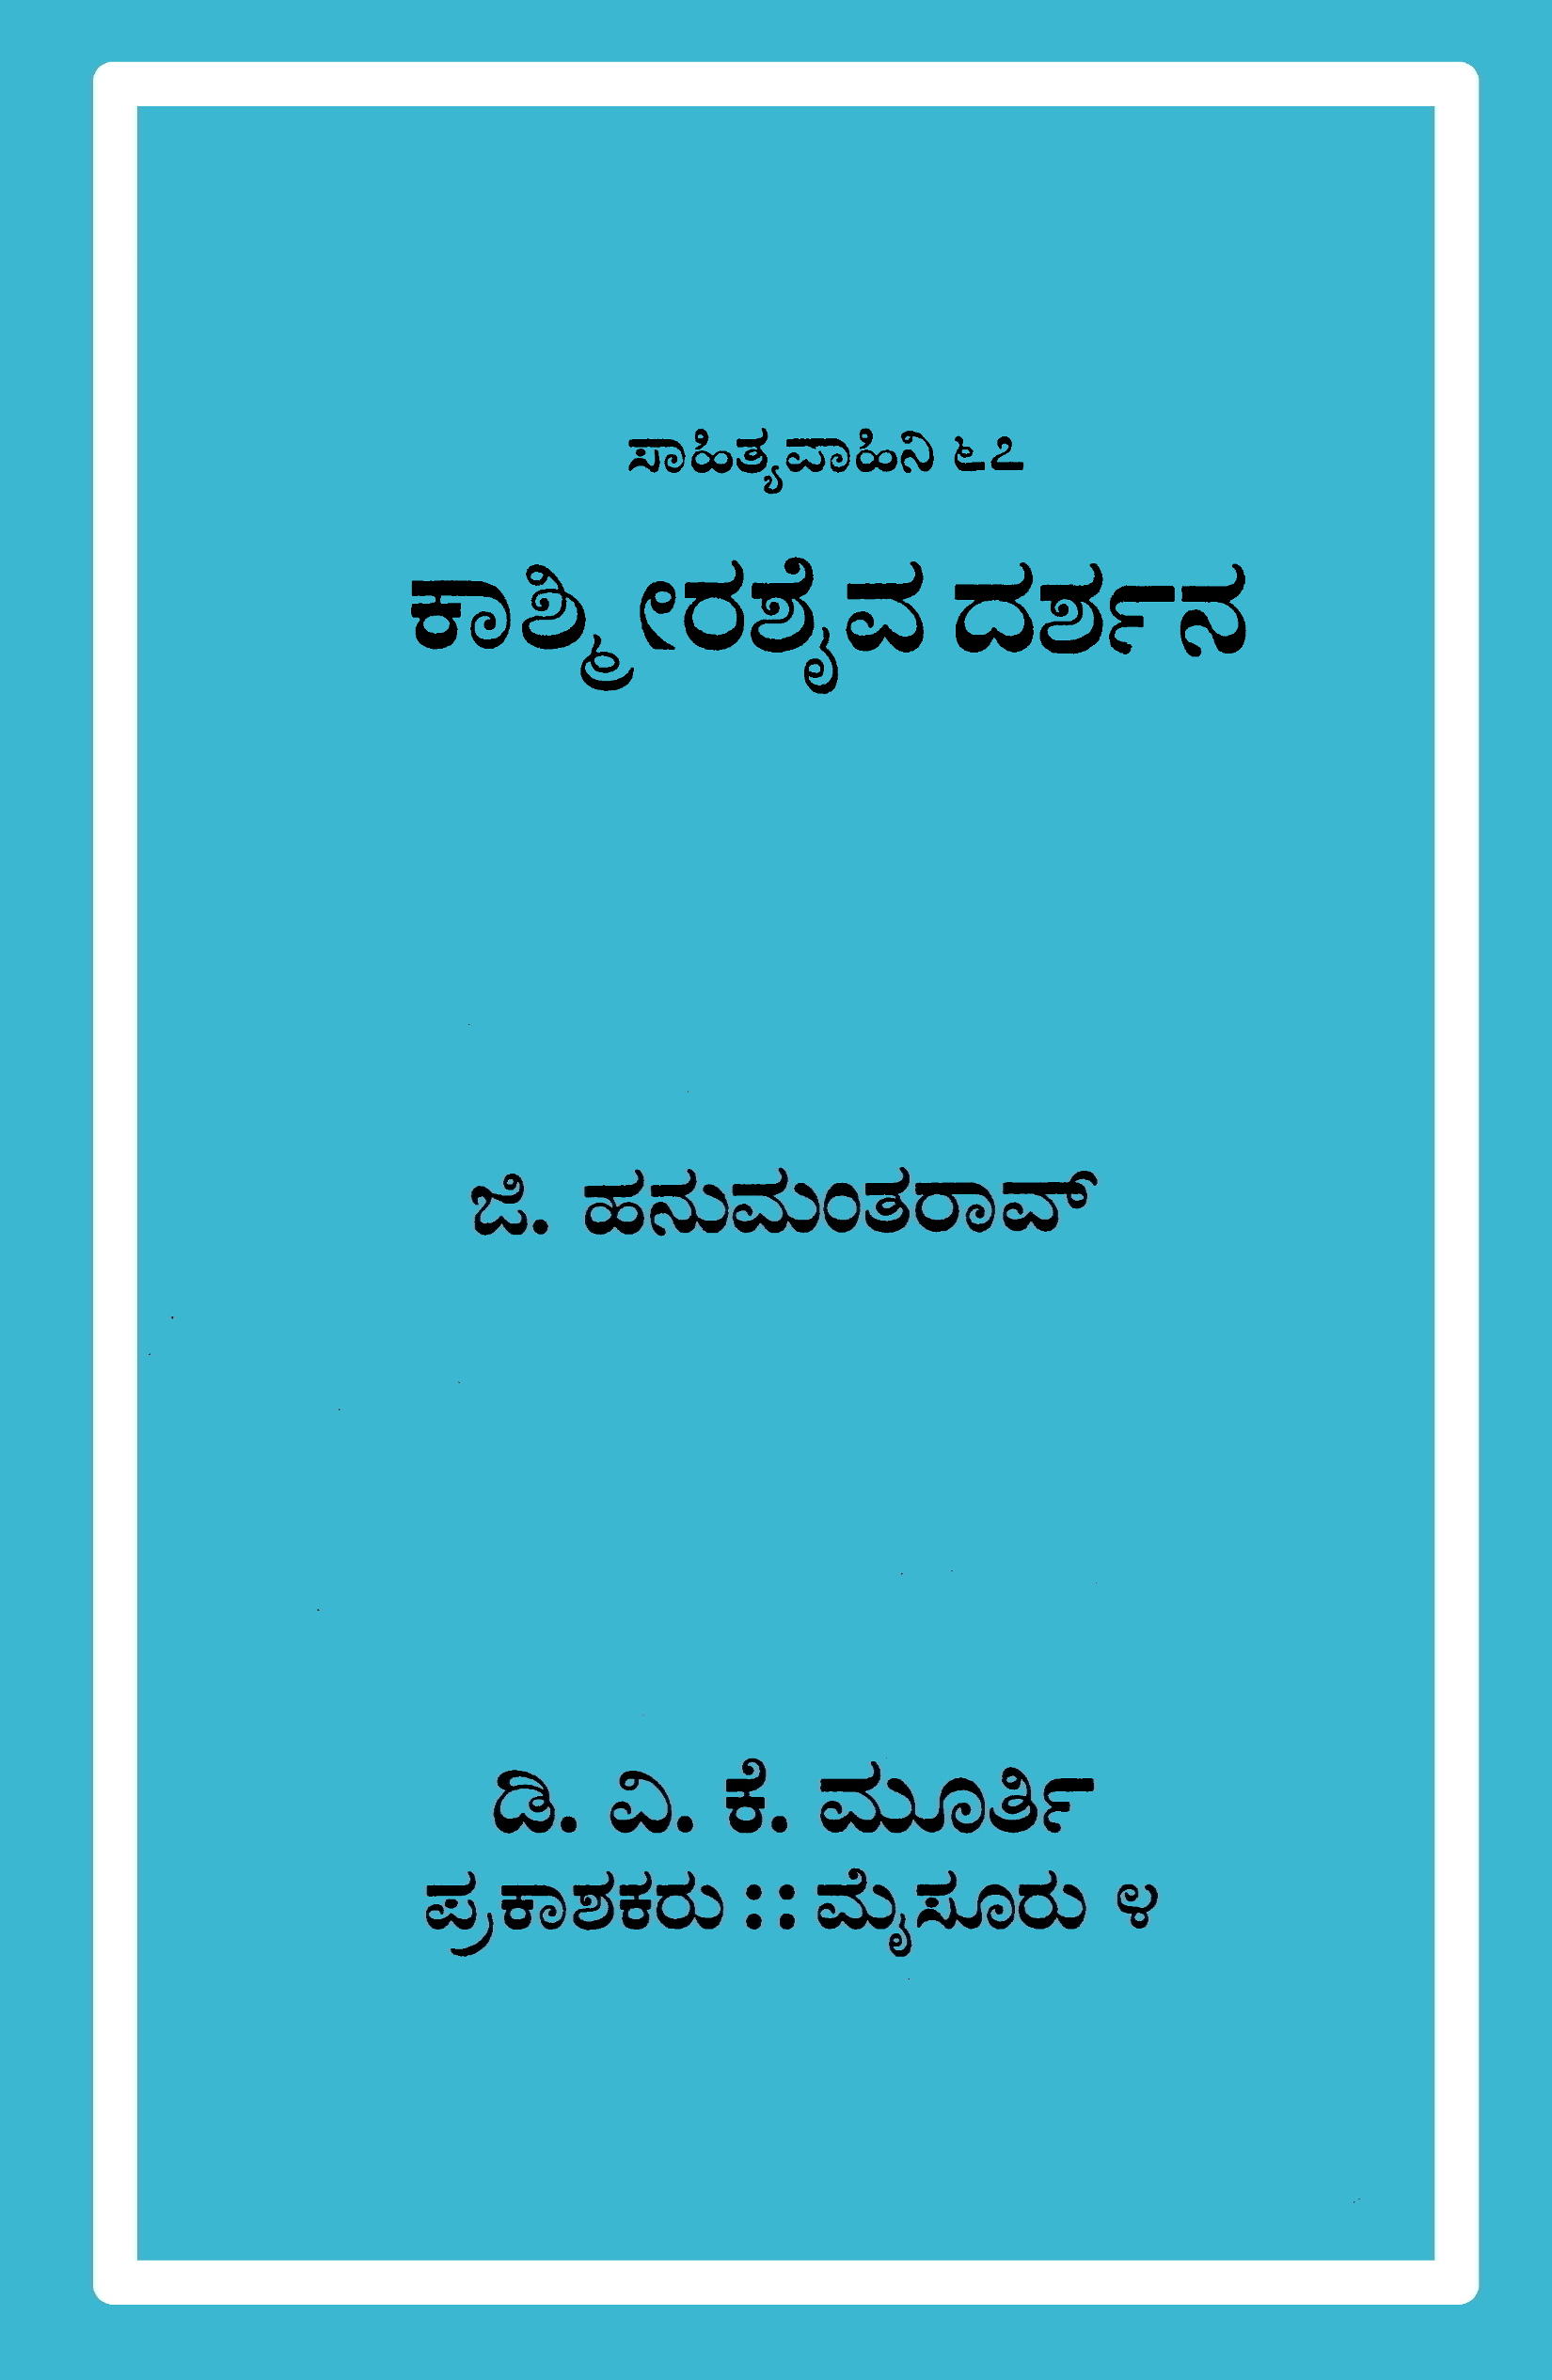 ಸಾಹಿತ್ಯವಾಹಿನಿ ೬೭
ಕಾಶ್ಮೀರಶೈವ ದರ್ಶನ
ಜಿ. ಹನುಮಂತರಾವ್
ಡಿ. ವಿ. ಕೆ. ಮೂರ್ತಿ
ಪ್ರಕಾಶಕರು :: ಮೈಸೂರು ೪